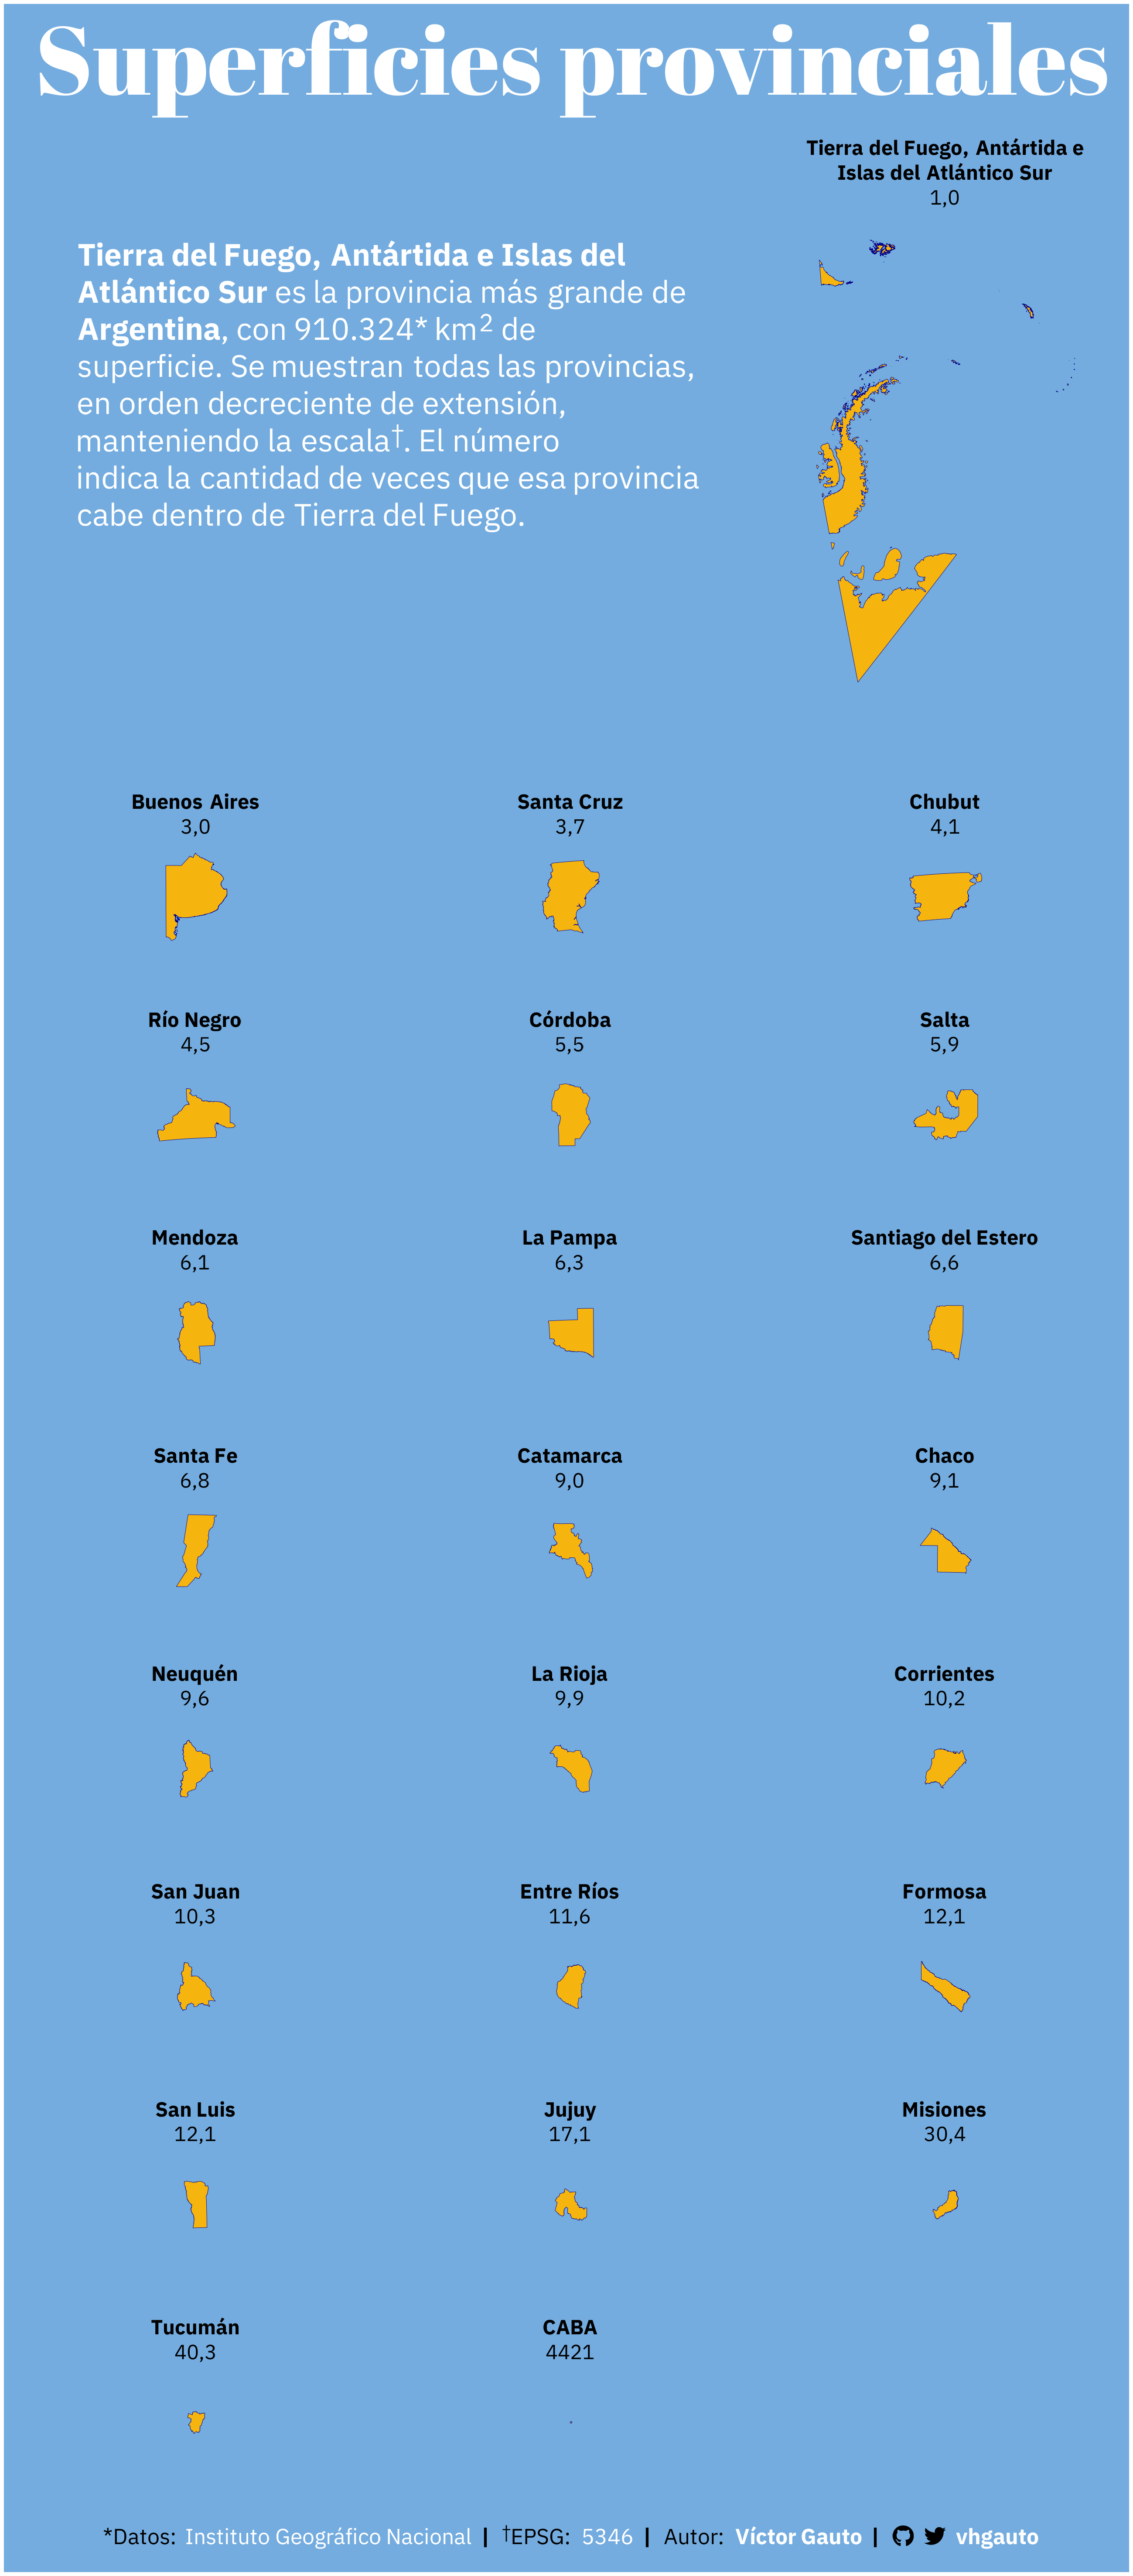 Superficies provinciales
Tierra del Fuego, Antártida e
Islas del Atlántico Sur
1,0
Tierra del Fuego, Antártida e Islas del
Atlántico Sur es la provincia más grande de
Argentina, con 910.324* km² de
superficie. Se muestran todas las provincias,
en orden decreciente de extensión,
manteniendo la escala†. El número
indica la cantidad de veces que esa provincia
cabe dentro de Tierra del Fuego.
Buenos Aires
3,0
Santa Cruz
3,7
Chubut
4,1
Río Negro
4,5
Córdoba
5,5
Salta
5,9
Mendoza
6,1
La Pampa
6,3
Santiago del Estero
6,6
Santa Fe
6,8
Catamarca
9,0
Chaco
9,1
Neuquén
9,6
La Rioja
9,9
Corrientes
10,2
San Juan
10,3
Entre Ríos
11,6
Formosa
12,1
San Luis
12,1
Jujuy
17,1
Misiones
30,4
Tucumán
40,3
CABA
4421
*Datos: Instituto Geográfico Nacional | †EPSG: 5346 | Autor: Víctor Gauto | vhgauto